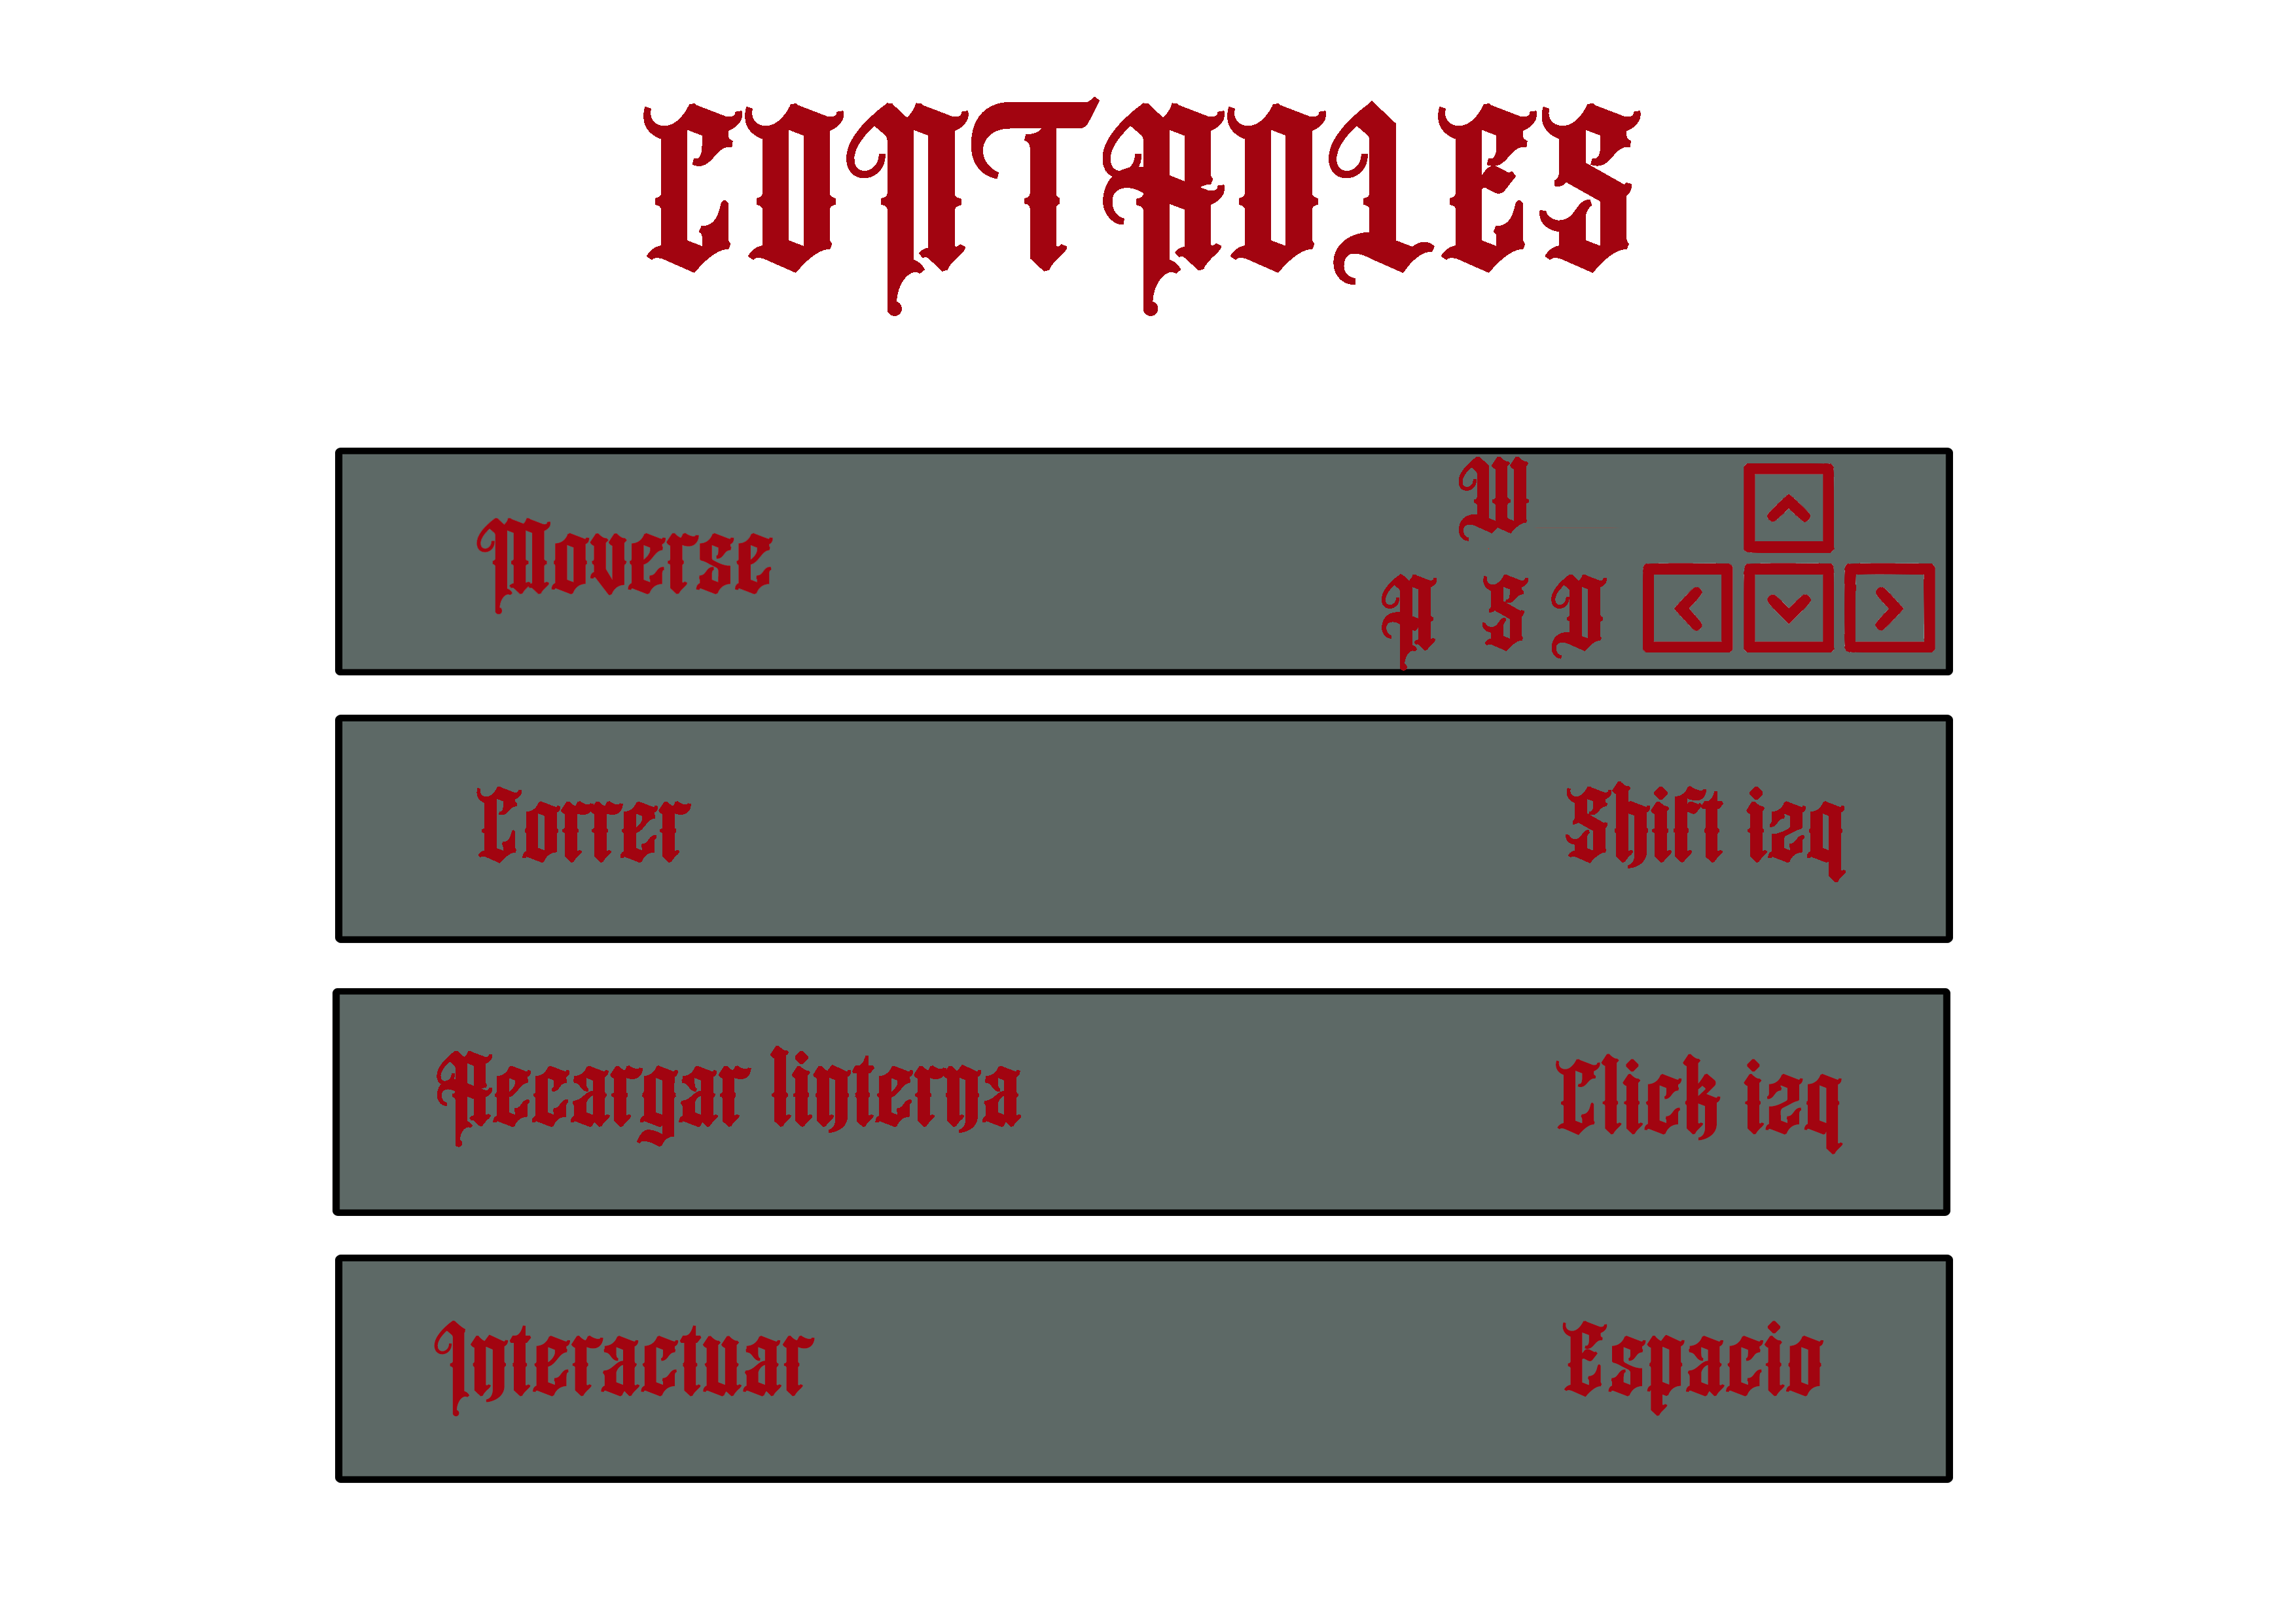 CONTROLES
W
Moverse
A S D
Correr Shift izq
Recargar linterna Click izq
Interactuar Espacio